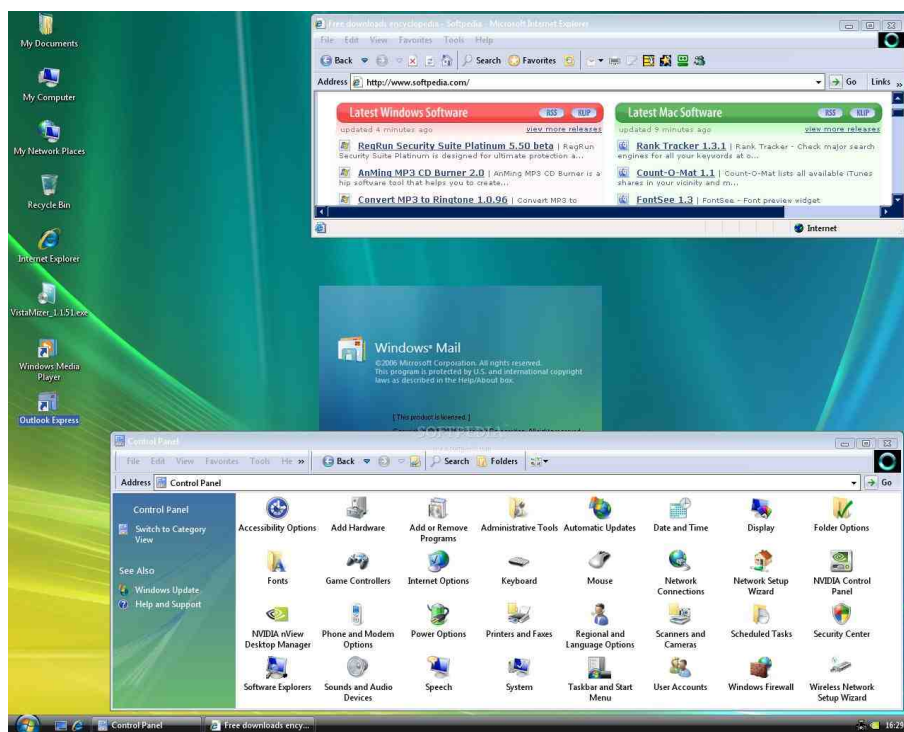 My Documents
My Computer
My Network Places
Recycle Bin
Internet Explorer
VistaMizer_1.1.51.exe
Windows Media
Player
Outlook Express
Free downloads encyclopedia - Softpedia - Microsoft Internet Explorer
File Edit View Favorites Tools Help
Back Search Favorites
Address http://www.softpedia.com/ Go Links »
Latest Windows Software RSS KLIP
updated 4 minutes ago view more releases
RegRun Security Suite Platinum 5.50 beta | RegRun
Security Suite Platinum is designed for ultimate protection a...
AnMing MP3 CD Burner 2.0 | AnMing MP3 CD Burner is a
hip software tool that helps you to create...
Convert MP3 to Ringtone 1.0.96 | Convert MP3 to
Latest Mac Software RSS KLIP
updated 9 minutes ago view more releases
Rank Tracker 1.3.1 | Rank Tracker - Check major search
engines for all your keywords at o...
Count-O-Mat 1.1 | Count-O-Mat lists all available iTunes
shares in your vicinity and m...
FontSee 1.3 | FontSee - Font preview widget
Internet
Windows® Mail
©2006 Microsoft Corporation. All rights reserved.
This program is protected by U.S. and international copyright
laws as described in the Help/About box.
[ This product is licensed. ]
SOFTPEDIA
Control Panel
File Edit View Favorites Tools He »
Back Search Folders
Address Control Panel Go
Control Panel
Switch to Category
View
See Also
Windows Update
Help and Support
Accessibility Options
Add Hardware
Add or Remove
Programs
Administrative Tools
Automatic Updates
Date and Time
Display
Folder Options
Fonts
Game Controllers
Internet Options
Keyboard
Mouse
Network
Connections
Network Setup
Wizard
NVIDIA Control
Panel
NVIDIA nView
Desktop Manager
Phone and Modem
Options
Power Options
Printers and Faxes
Regional and
Language Options
Scanners and
Cameras
Scheduled Tasks
Security Center
Software Explorers
Sounds and Audio
Devices
Speech
System
Taskbar and Start
Menu
User Accounts
Windows Firewall
Wireless Network
Setup Wizard
Control Panel
Free downloads ency...
16:29